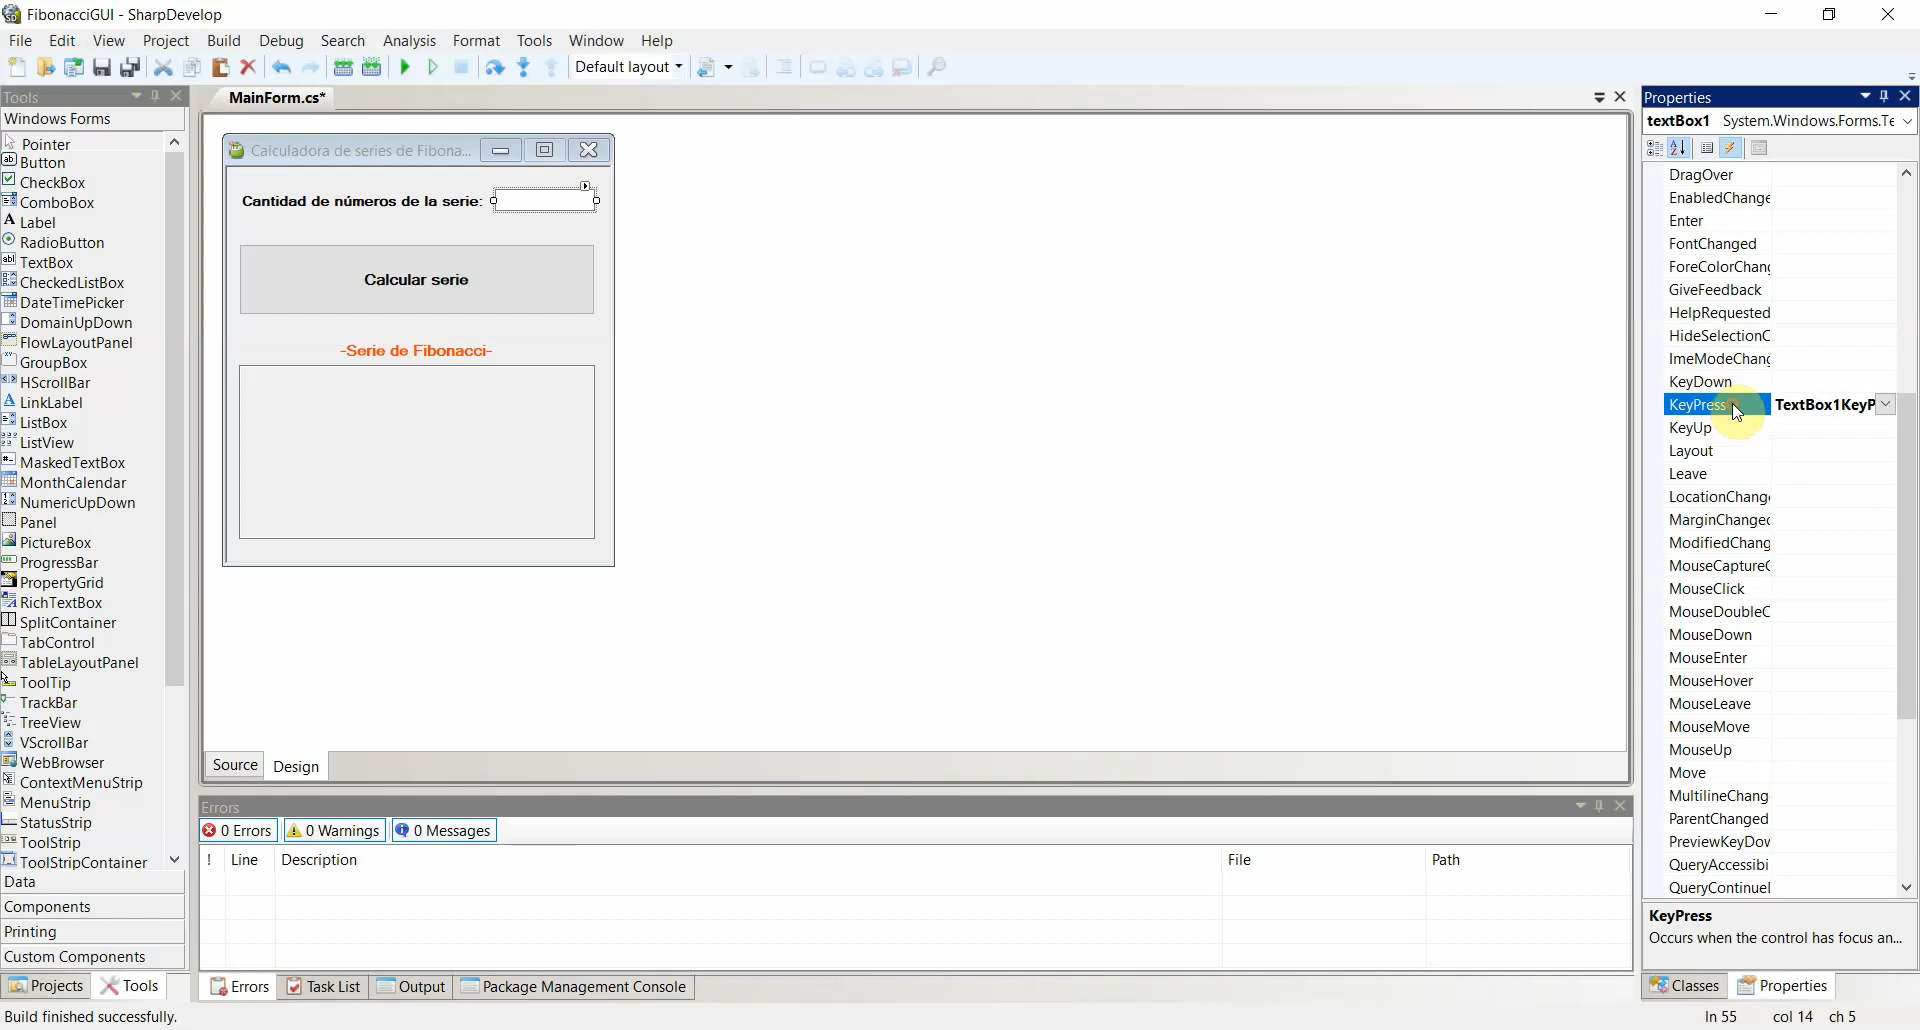 FibonacciGUI - SharpDevelop
File Edit View Project Build Debug Search Analysis Format Tools Window Help
Default layout
Tools
Windows Forms
Pointer
Button
CheckBox
ComboBox
Label
RadioButton
TextBox
CheckedListBox
DateTimePicker
DomainUpDown
FlowLayoutPanel
GroupBox
HScrollBar
LinkLabel
ListBox
ListView
MaskedTextBox
MonthCalendar
NumericUpDown
Panel
PictureBox
ProgressBar
PropertyGrid
RichTextBox
SplitContainer
TabControl
TableLayoutPanel
ToolTip
TrackBar
TreeView
VScrollBar
WebBrowser
ContextMenuStrip
MenuStrip
StatusStrip
ToolStrip
ToolStripContainer
Data
Components
Printing
Custom Components
Projects Tools
MainForm.cs*
Calculadora de series de Fibona...
Cantidad de números de la serie:
Calcular serie
-Serie de Fibonacci-
Source Design
Errors
0 Errors 0 Warnings 0 Messages
! Line Description File Path
Errors Task List Output Package Management Console
Properties
textBox1 System.Windows.Forms.Te
DragOver
EnabledChange
Enter
FontChanged
ForeColorChang
GiveFeedback
HelpRequested
HideSelectionC
ImeModeChang
KeyDown
KeyPress TextBox1KeyP
KeyUp
Layout
Leave
LocationChange
MarginChanged
ModifiedChang
MouseCaptureC
MouseClick
MouseDoubleC
MouseDown
MouseEnter
MouseHover
MouseLeave
MouseMove
MouseUp
Move
MultilineChang
ParentChanged
PreviewKeyDov
QueryAccessibi
QueryContinuel
KeyPress
Occurs when the control has focus an...
Classes Properties
Build finished successfully.
ln 55 col 14 ch 5